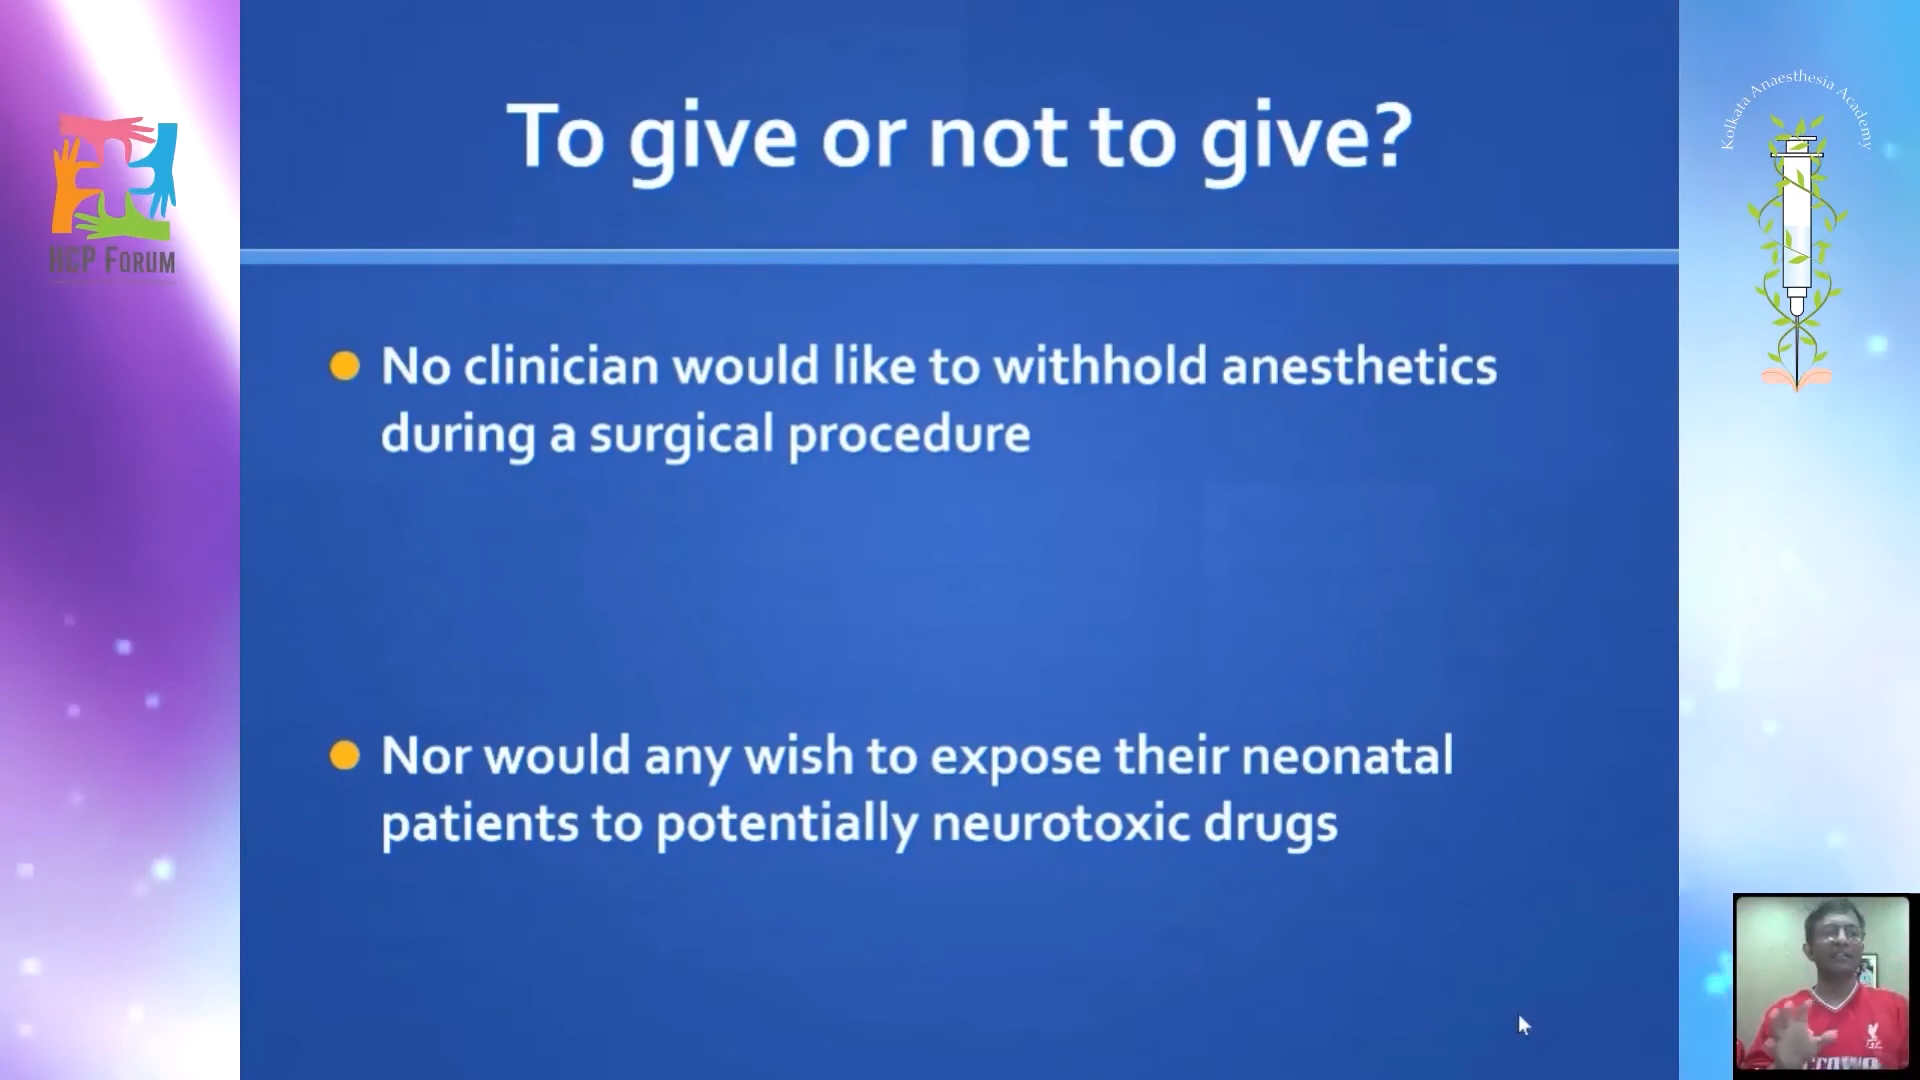 To give or not to give?
No clinician would like to withhold anesthetics
during a surgical procedure
Nor would any wish to expose their neonatal
patients to potentially neurotoxic drugs
HCP FORUM
Kolkata Anaesthesia Academy